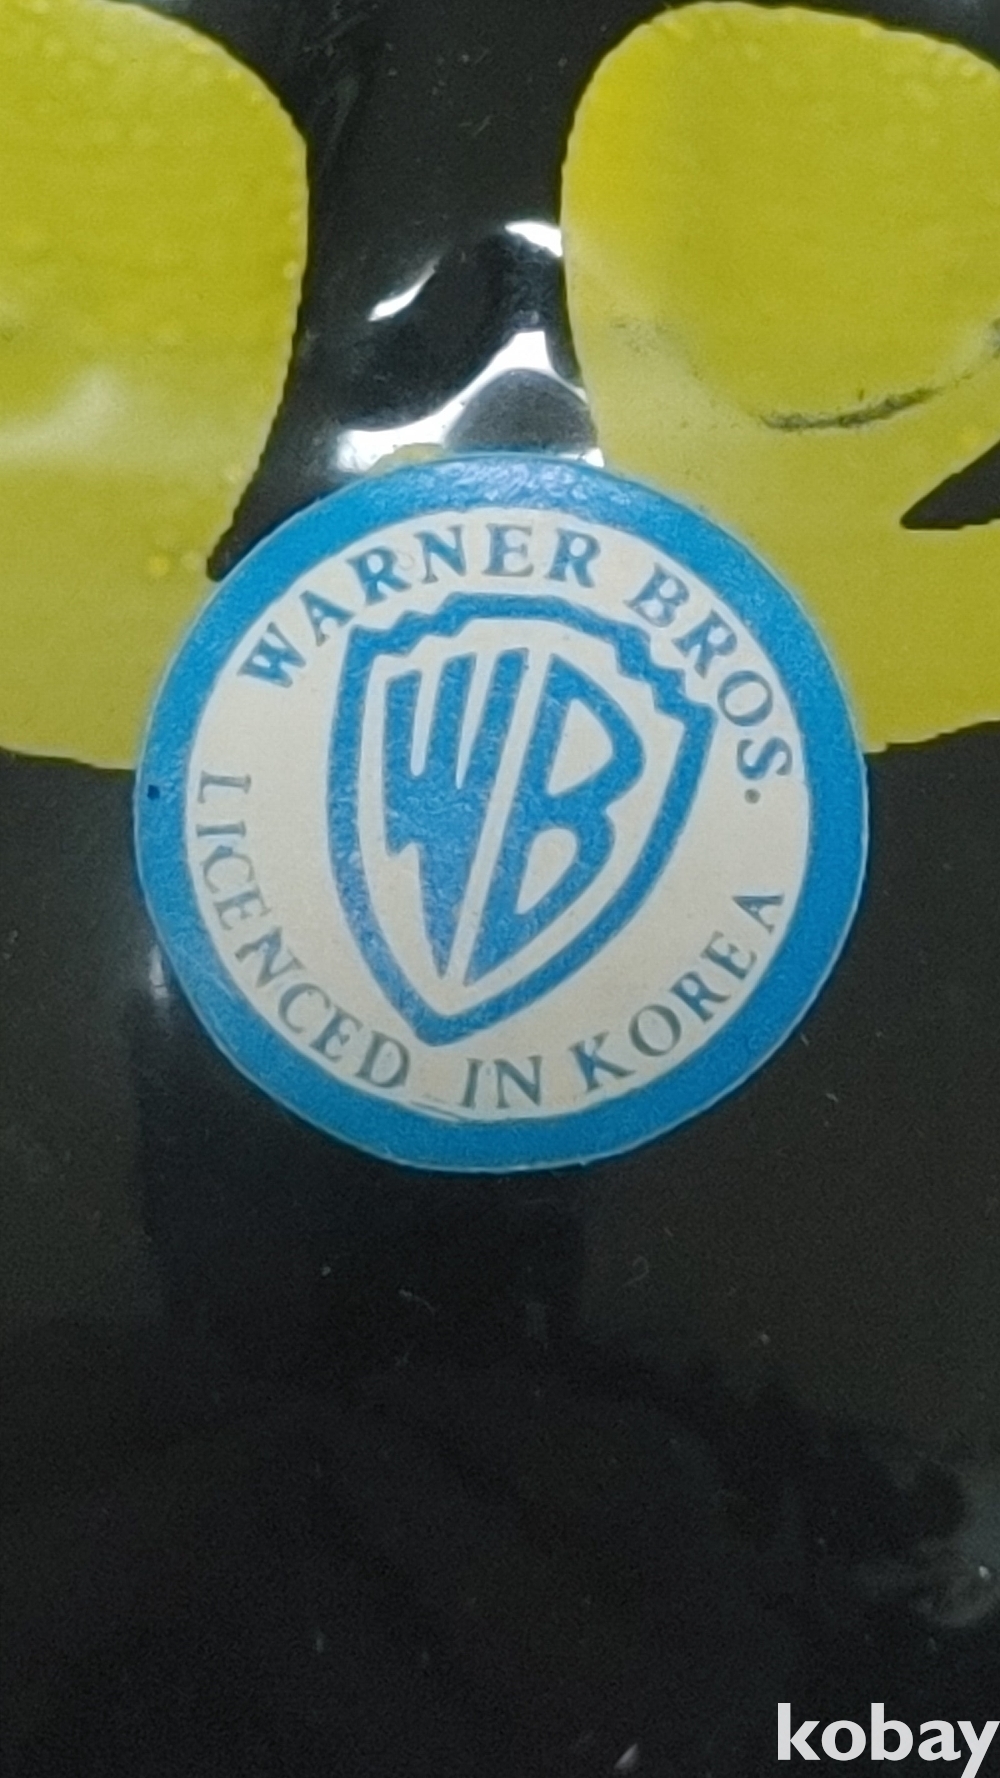 WARNER BROS.
WB
LICENCED IN KOREA
kobay